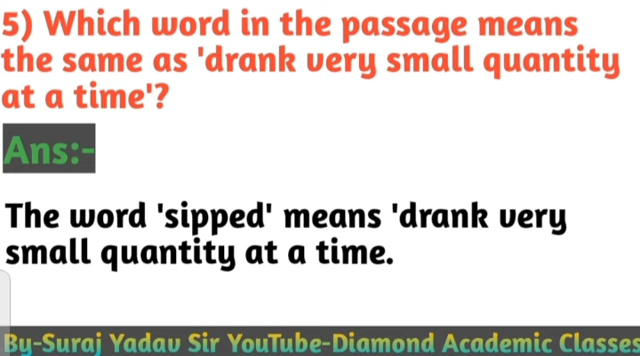 5) Which word in the passage means
the same as 'drank very small quantity
at a time'?
Ans:-
The word 'sipped' means 'drank very
small quantity at a time.
By-Suraj Yadav Sir YouTube-Diamond Academic Classes